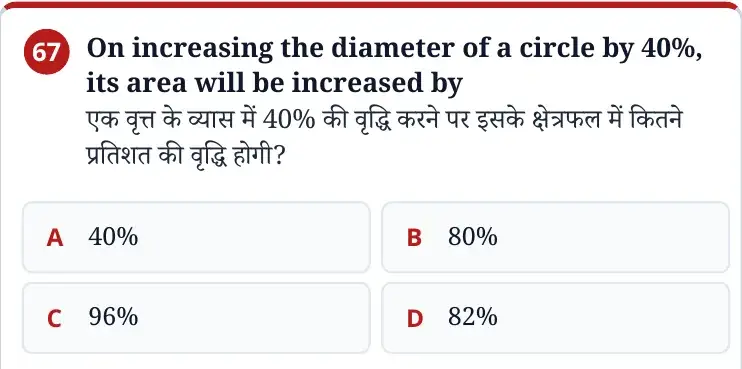 67 On increasing the diameter of a circle by 40%,
its area will be increased by
एक वृत्त के व्यास में 40% की वृद्धि करने पर इसके क्षेत्रफल में कितने
प्रतिशत की वृद्धि होगी?
A 40%
B 80%
C 96%
D 82%